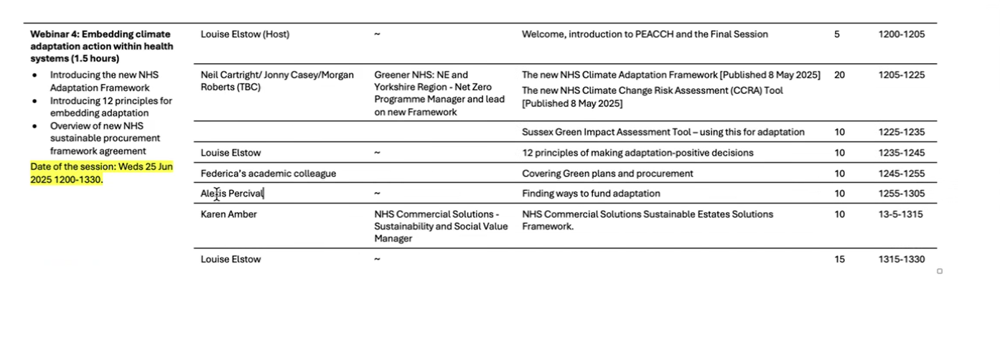 Webinar 4: Embedding climate
adaptation action within health
systems (1.5 hours)
• Introducing the new NHS
Adaptation Framework
• Introducing 12 principles for
embedding adaptation
• Overview of new NHS
sustainable procurement
framework agreement
Date of the session: Weds 25 Jun
2025 1200-1330.
Louise Elstow (Host) ~ Welcome, introduction to PEACCH and the Final Session 5 1200-1205
Neil Cartright/ Jonny Casey/Morgan
Roberts (TBC)
Greener NHS: NE and
Yorkshire Region - Net Zero
Programme Manager and lead
on new Framework
The new NHS Climate Adaptation Framework [Published 8 May 2025]
The new NHS Climate Change Risk Assessment (CCRA) Tool
[Published 8 May 2025]
20 1205-1225
Sussex Green Impact Assessment Tool – using this for adaptation 10 1225-1235
Louise Elstow ~ 12 principles of making adaptation-positive decisions 10 1235-1245
Federica's academic colleague Covering Green plans and procurement 10 1245-1255
Alexis Percival ~ Finding ways to fund adaptation 10 1255-1305
Karen Amber
NHS Commercial Solutions -
Sustainability and Social Value
Manager
NHS Commercial Solutions Sustainable Estates Solutions
Framework.
10 13-5-1315
Louise Elstow ~ 15 1315-1330